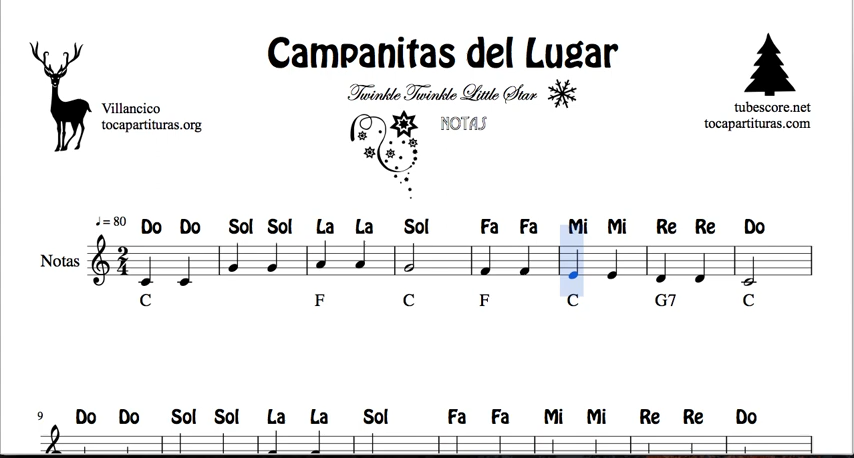 Campanitas del Lugar
Twinkle Twinkle Little Star
Villancico
tocapartituras.org
NOTAS
tubescore.net
tocapartituras.com
♩ = 80
Do Do Sol Sol La La Sol Fa Fa Mi Mi Re Re Do
Notas
2
4
C F C F C G7 C
9
Do Do Sol Sol La La Sol Fa Fa Mi Mi Re Re Do